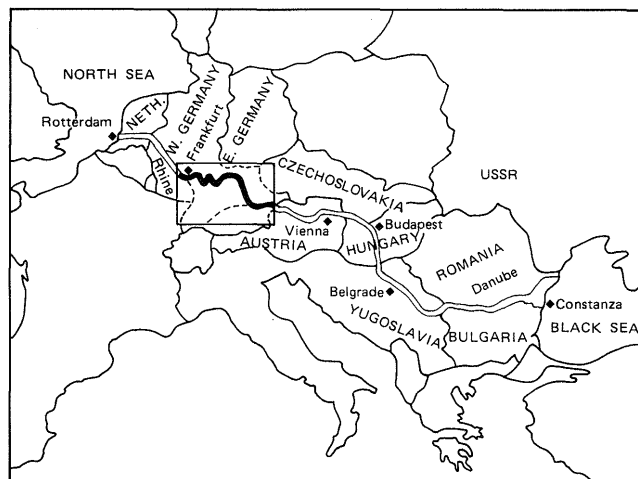 NORTH SEA
Rotterdam
NETH.
W. GERMANY
Frankfurt
E. GERMANY
Rhine
CZECHOSLOVAKIA
USSR
Vienna
AUSTRIA
Budapest
HUNGARY
ROMANIA
Danube
Belgrade
Constanza
YUGOSLAVIA
BULGARIA
BLACK SEA